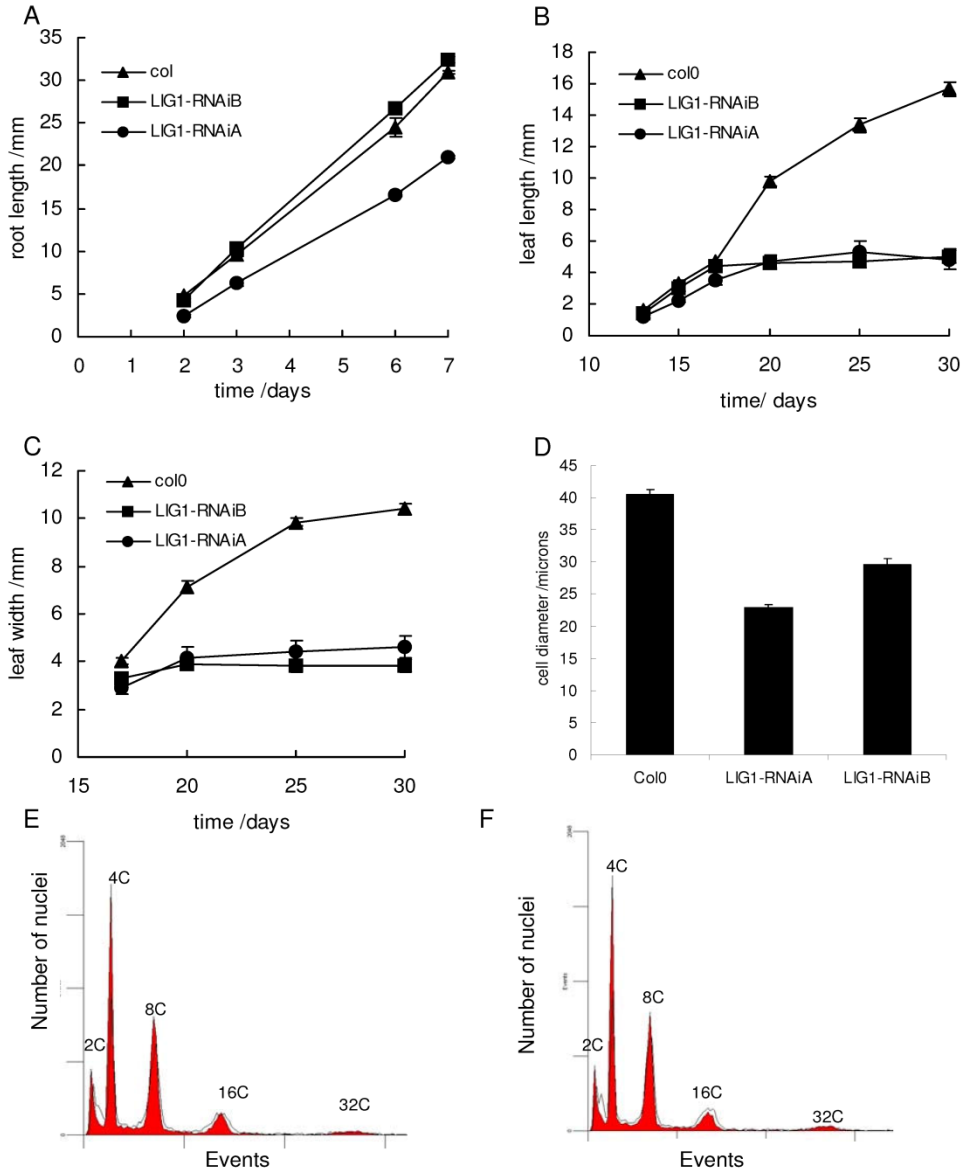 A
35
30
25
20
15
10
5
0
root length /mm
col
LIG1-RNAiB
LIG1-RNAiA
0 1 2 3 4 5 6 7
time /days
B
18
16
14
12
10
8
6
4
2
0
leaf length /mm
col0
LIG1-RNAiB
LIG1-RNAiA
10 15 20 25 30
time/ days
C
12
10
8
6
4
2
0
leaf width /mm
col0
LIG1-RNAiB
LIG1-RNAiA
15 20 25 30
time /days
D
45
40
35
30
25
20
15
10
5
0
cell diameter /microns
Col0 LIG1-RNAiA LIG1-RNAiB
E
Number of nuclei
2C
4C
8C
16C
32C
Events
F
Number of nuclei
Events
2C
4C
8C
16C
32C
Events